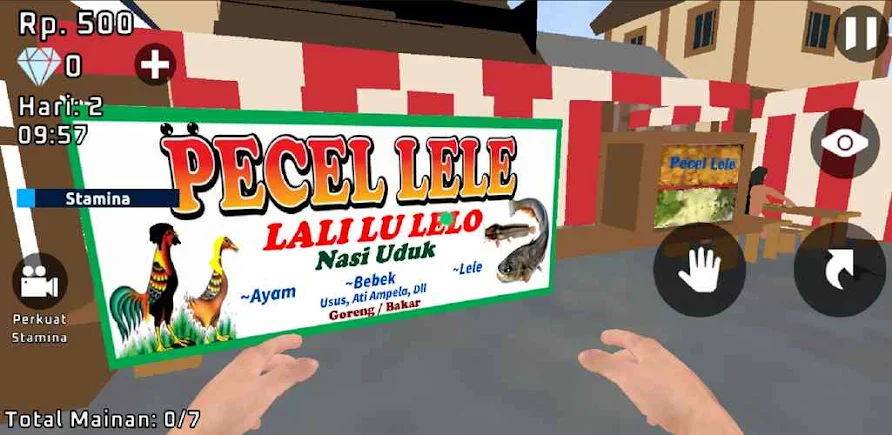 Rp. 500
0
Hari: 2
09:57
Stamina
PECEL LELE
LALI LU LELO
Nasi Uduk
~Ayam
~Bebek
~Lele
Usus, Ati Ampela, Dll
Goreng / Bakar
Pecel Lele
Perkuat
Stamina
Total Mainan: 0/7